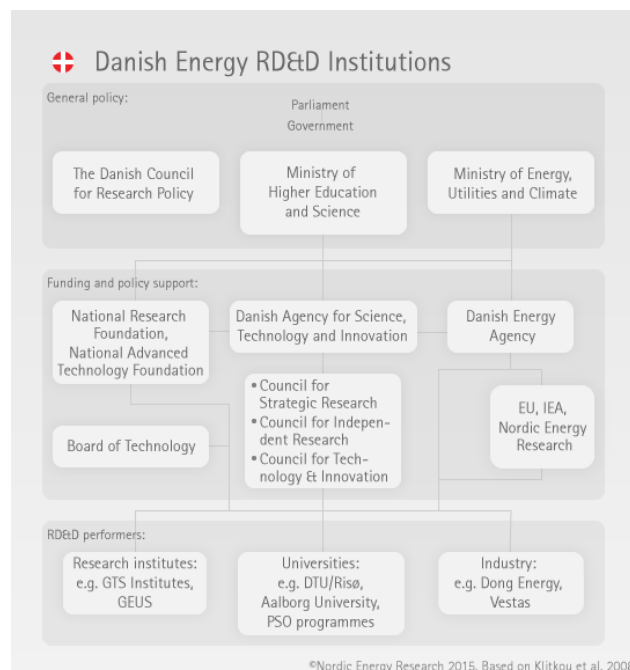 Danish Energy RD&D Institutions
General policy:
Parliament
Government
The Danish Council
for Research Policy
Ministry of
Higher Education
and Science
Ministry of Energy,
Utilities and Climate
Funding and policy support:
National Research
Foundation,
National Advanced
Technology Foundation
Danish Agency for Science,
Technology and Innovation
Danish Energy
Agency
• Council for
Strategic Research
• Council for Indepen-
dent Research
• Council for Tech-
nology & Innovation
EU, IEA,
Nordic Energy
Research
Board of Technology
RD&D performers:
Research institutes:
e.g. GTS Institutes,
GEUS
Universities:
e.g. DTU/Risø,
Aalborg University,
PSO programmes
Industry:
e.g. Dong Energy,
Vestas
©Nordic Energy Research 2015. Based on Klitkou et al.